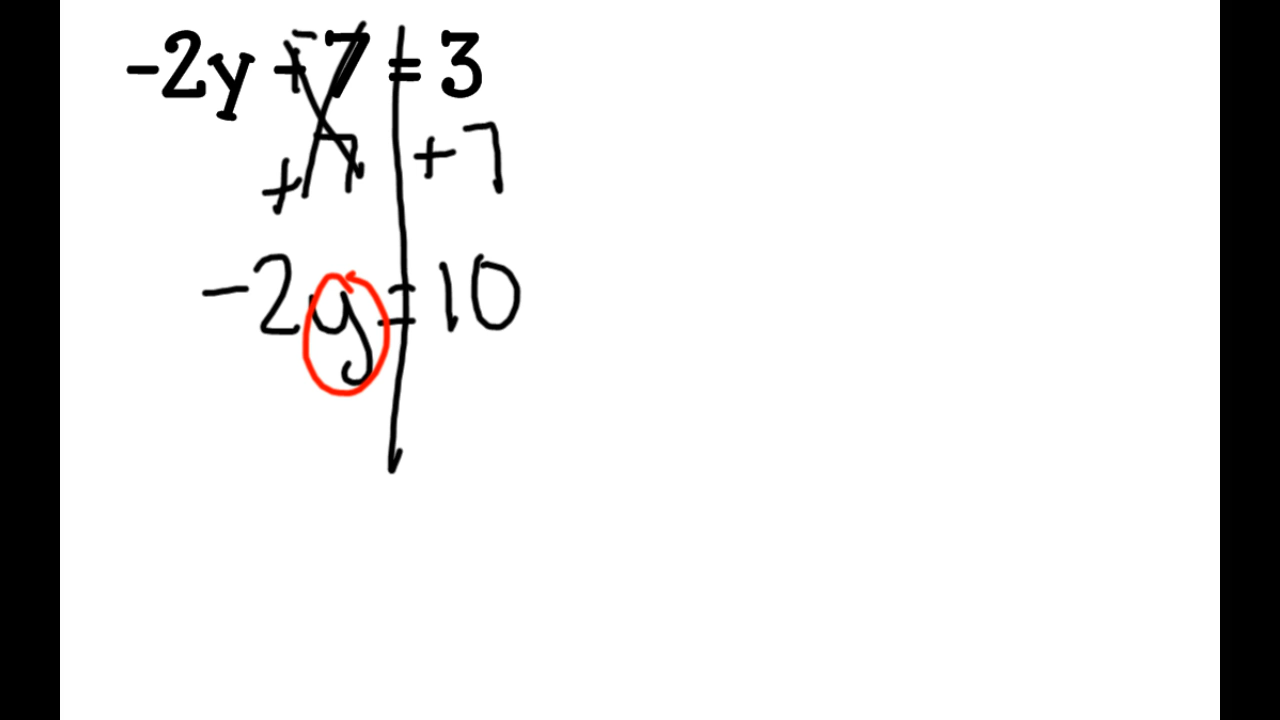 -2y + ⁻7 = 3
+7 +7
-2y = 10